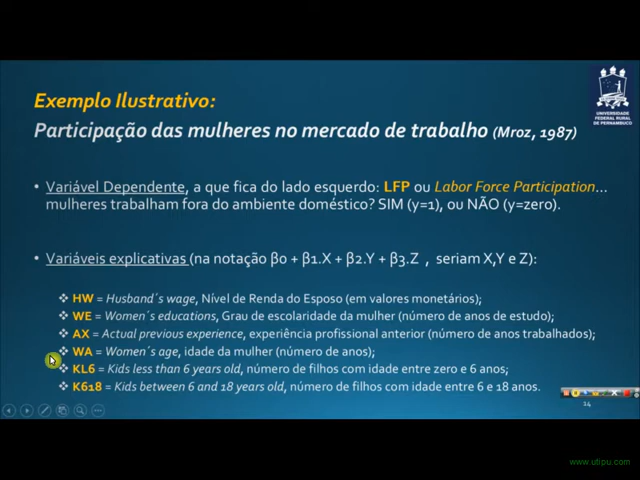 Exemplo Ilustrativo:
Participação das mulheres no mercado de trabalho (Mroz, 1987)
UNIVERSIDADE
FEDERAL RURAL
DE PERNAMBUCO
• Variável Dependente, a que fica do lado esquerdo: LFP ou Labor Force Participation...
mulheres trabalham fora do ambiente doméstico? SIM (y=1), ou NÃO (y=zero).
• Variáveis explicativas (na notação β0 + β1.X + β2.Y + β3.Z , seriam X,Y e Z):
❖ HW = Husband´s wage, Nível de Renda do Esposo (em valores monetários);
❖ WE = Women´s educations, Grau de escolaridade da mulher (número de anos de estudo);
❖ AX = Actual previous experience, experiência profissional anterior (número de anos trabalhados);
❖ WA = Women´s age, idade da mulher (número de anos);
❖ KL6 = Kids less than 6 years old, número de filhos com idade entre zero e 6 anos;
❖ K618 = Kids between 6 and 18 years old, número de filhos com idade entre 6 e 18 anos.
14
www.utipu.com